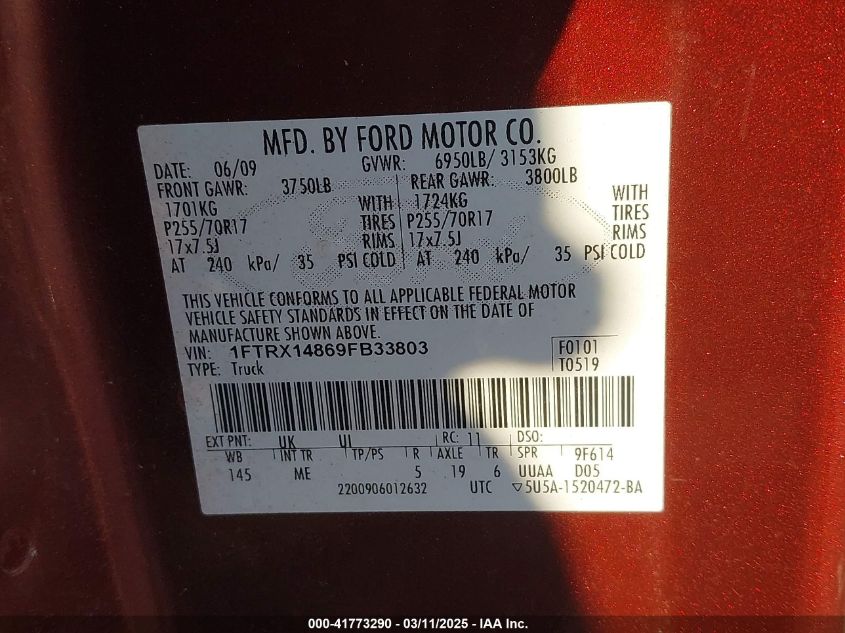 MFD. BY FORD MOTOR CO.
DATE: 06/09 GVWR: 6950LB/ 3153KG
FRONT GAWR: 3750LB REAR GAWR: 3800LB
1701KG WITH 1724KG WITH
P255/70R17 TIRES P255/70R17 TIRES
17x7.5J RIMS 17x7.5J RIMS
AT 240 kPa/ 35 PSI COLD AT 240 kPa/ 35 PSI COLD
THIS VEHICLE CONFORMS TO ALL APPLICABLE FEDERAL MOTOR
VEHICLE SAFETY STANDARDS IN EFFECT ON THE DATE OF
MANUFACTURE SHOWN ABOVE.
VIN: 1FTRX14869FB33803 F0101
TYPE: Truck T0519
EXT PNT: UK UI RC: 11 DSO:
WB INT TR TP/PS R AXLE TR SPR 9F614
145 ME 5 19 6 UUAA D05
2200906012632 UTC ▽5U5A-1520472-BA
000-41773290 - 03/11/2025 - IAA Inc.